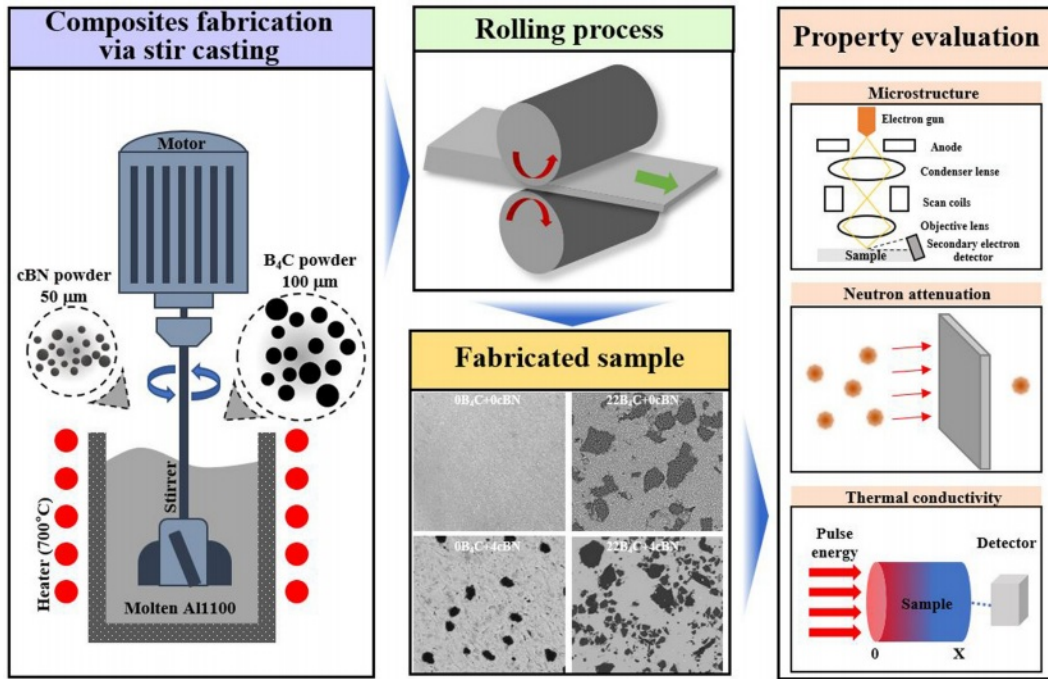 Composites fabrication
via stir casting
Motor
cBN powder
50 μm
B₄C powder
100 μm
Stirrer
Heater (700°C)
Molten Al1100
Rolling process
Fabricated sample
0B₄C+0cBN
22B₄C+0cBN
0B₄C+4cBN
22B₄C+4cBN
Property evaluation
Microstructure
Electron gun
Anode
Condenser lense
Scan coils
Objective lens
Secondary electron
detector
Sample
Neutron attenuation
Thermal conductivity
Pulse
energy
Detector
Sample
0
X